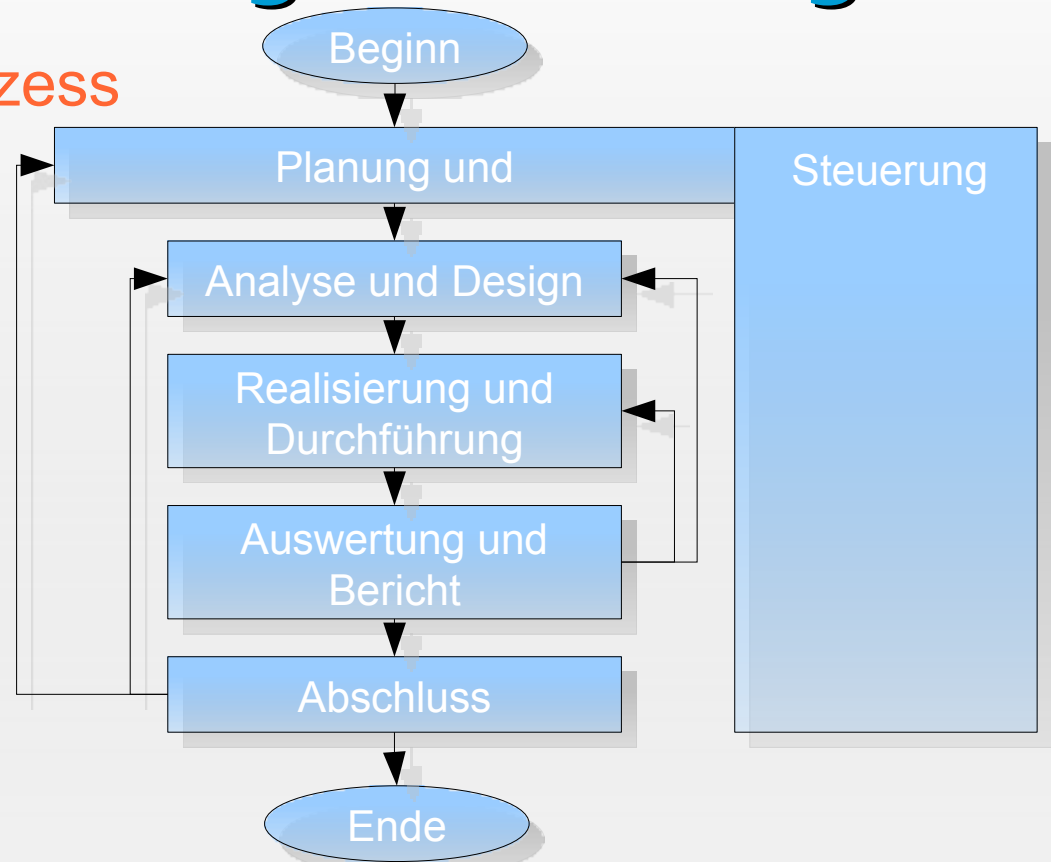 Beginn
zess
Planung und
Steuerung
Analyse und Design
Realisierung und
Durchführung
Auswertung und
Bericht
Abschluss
Ende